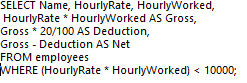 SELECT Name, HourlyRate, HourlyWorked,
HourlyRate * HourlyWorked AS Gross,
Gross * 20/100 AS Deduction,
Gross - Deduction AS Net
FROM employees
WHERE (HourlyRate * HourlyWorked) < 10000;